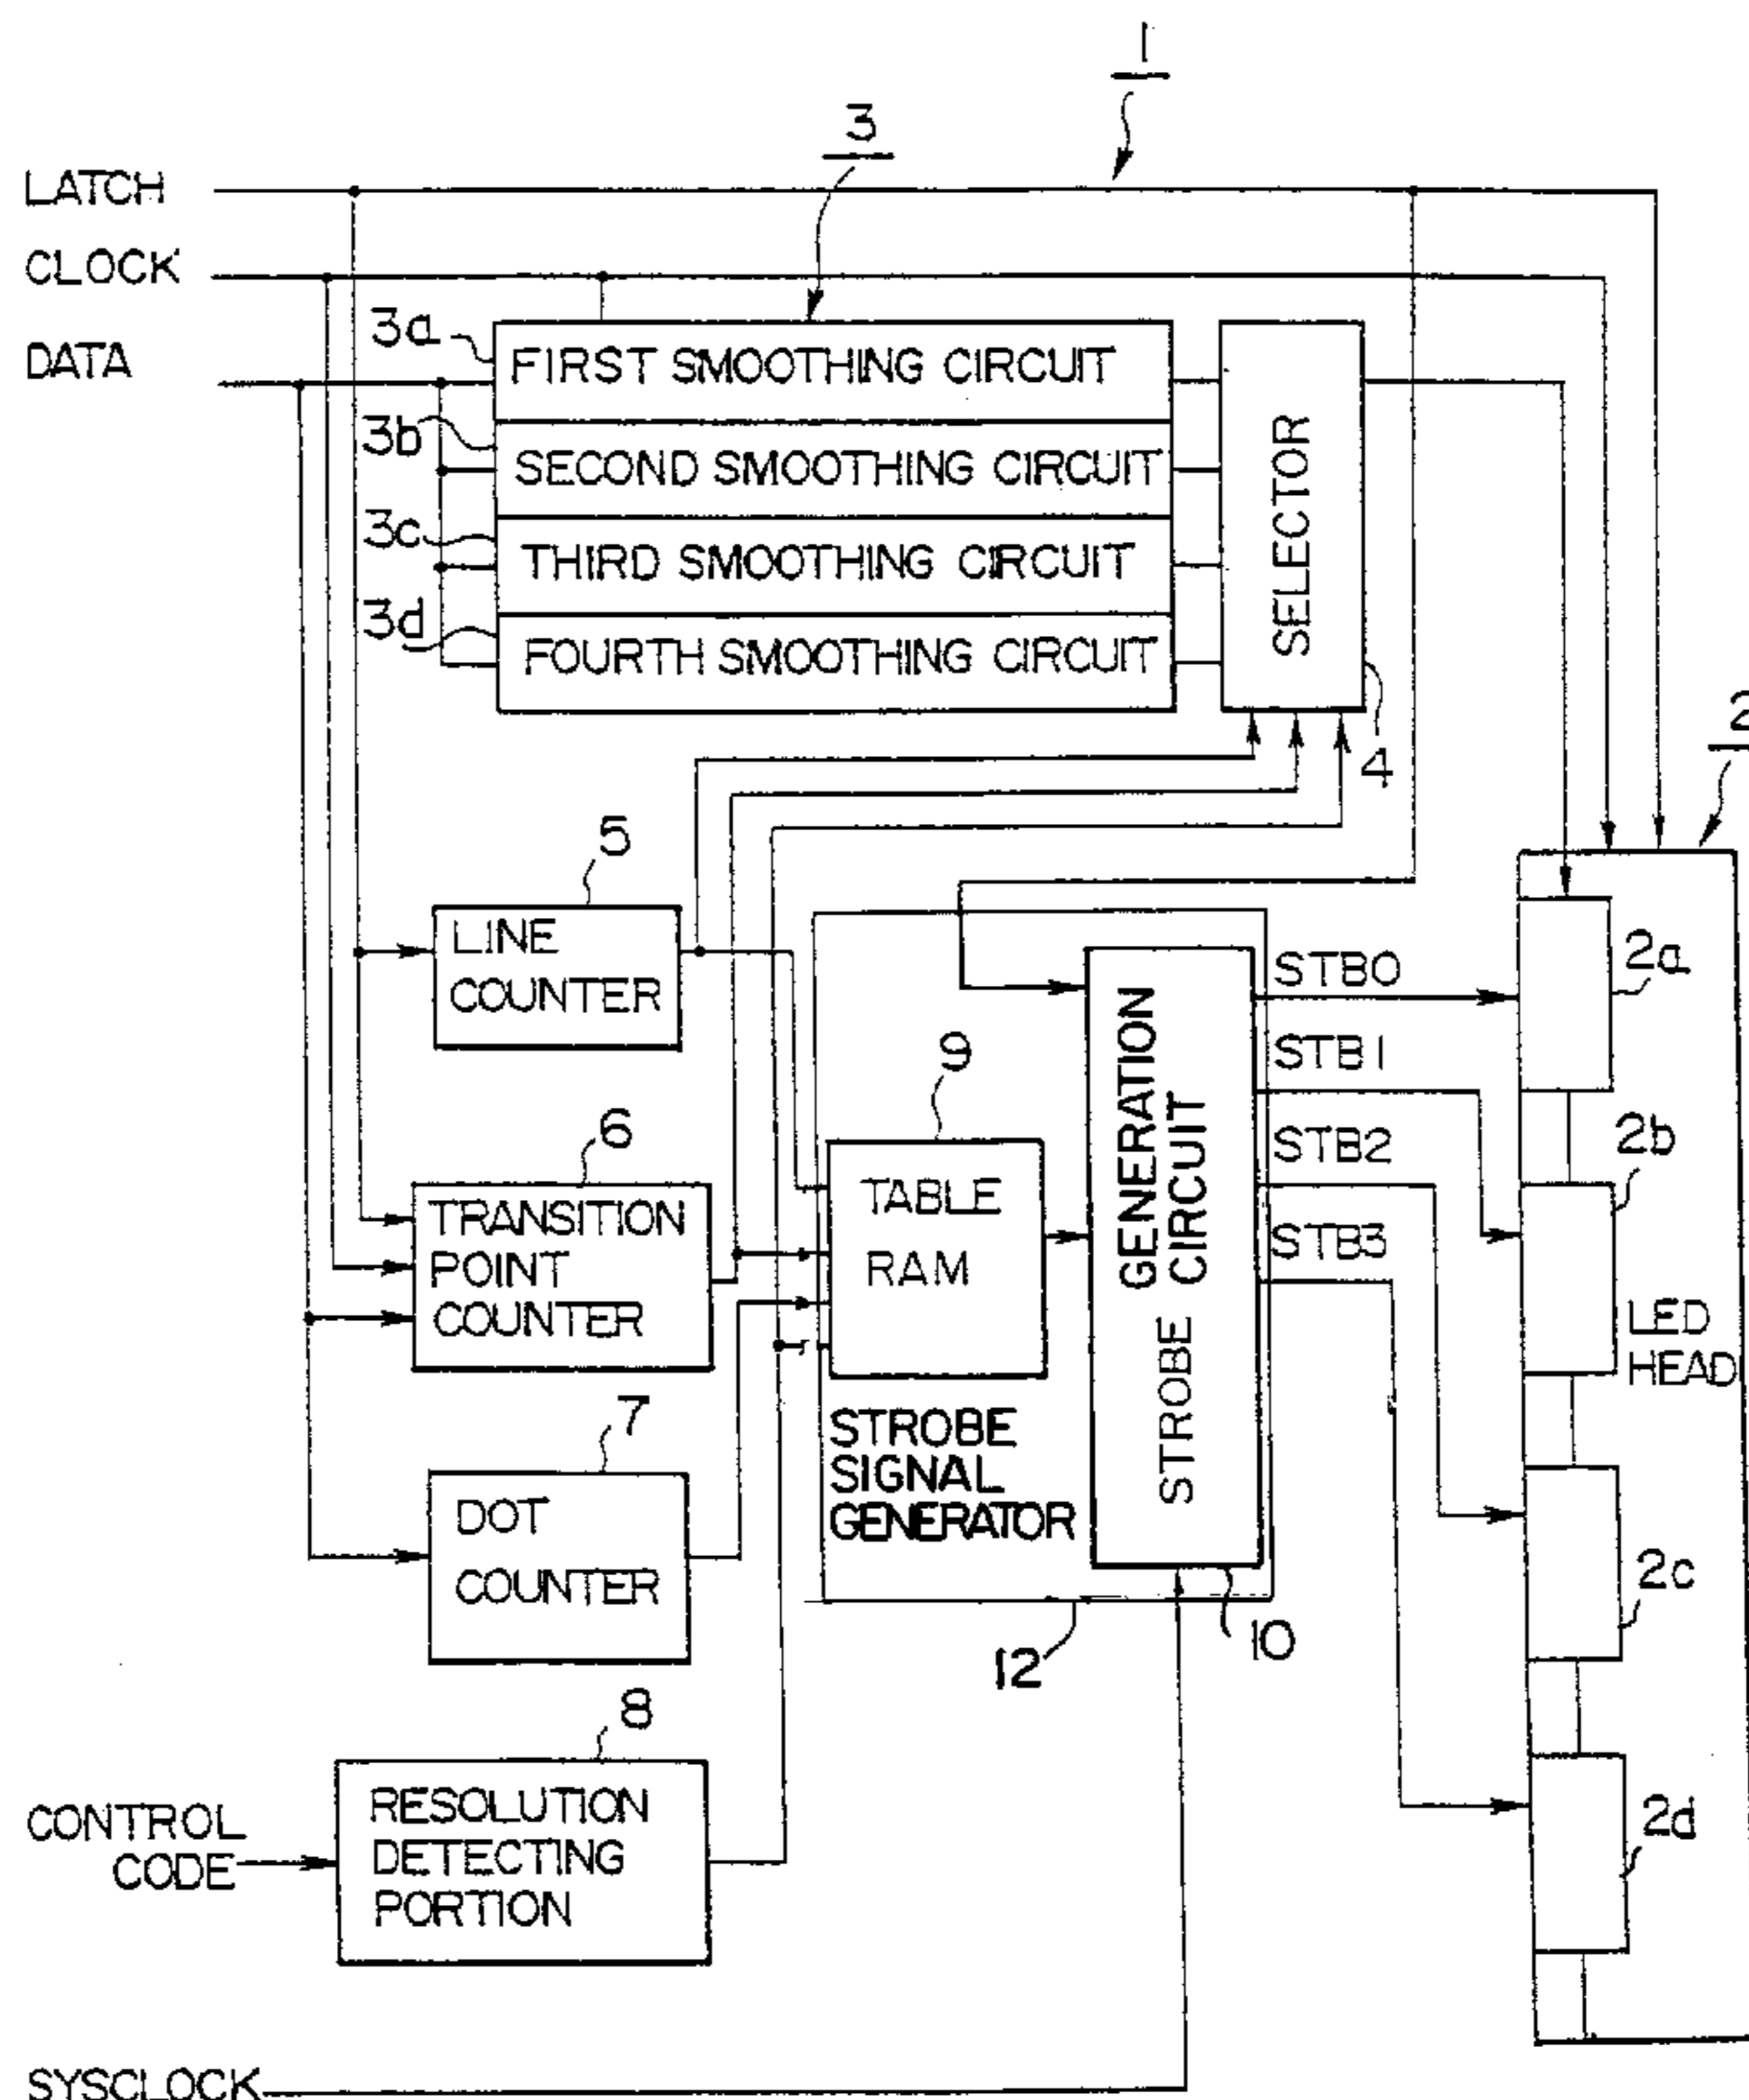 1
3
LATCH
CLOCK
DATA
3a
FIRST SMOOTHING CIRCUIT
3b
SECOND SMOOTHING CIRCUIT
3c
THIRD SMOOTHING CIRCUIT
3d
FOURTH SMOOTHING CIRCUIT
SELECTOR
4
2
5
LINE
COUNTER
6
TRANSITION
POINT
COUNTER
7
DOT
COUNTER
8
RESOLUTION
DETECTING
PORTION
CONTROL
CODE
SYSCLOCK
9
TABLE
RAM
STROBE
SIGNAL
GENERATOR
12
STROBE GENERATION
CIRCUIT
10
STB0
STB1
STB2
STB3
2a
2b
LED
HEAD
2c
2d